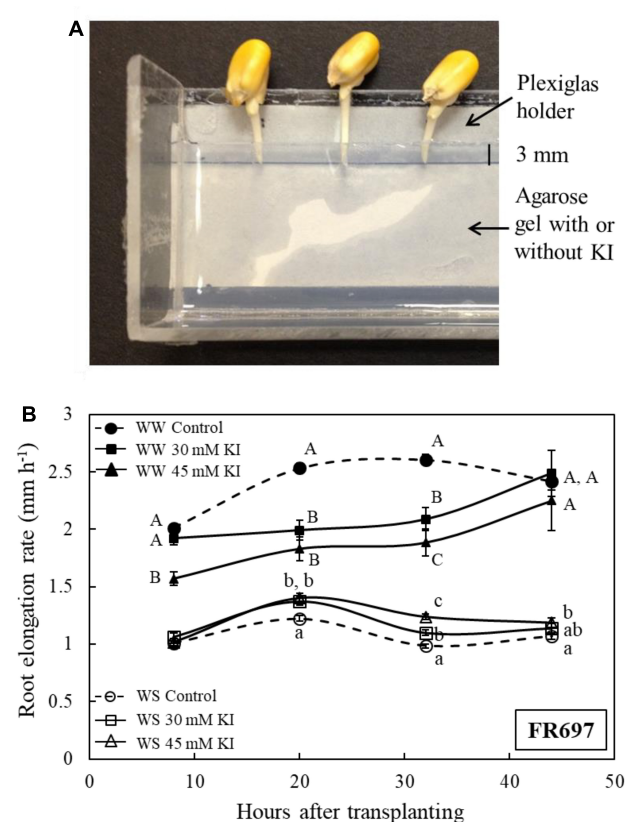 A
Plexiglas
holder
3 mm
Agarose
gel with or
without KI
B
Root elongation rate (mm h-1)
3
2.5
2
1.5
1
0.5
0
WW Control
WW 30 mM KI
WW 45 mM KI
A
A
B
A
B
B
A
B
C
A, A
A
b, b
a
c
b
a
b
ab
a
WS Control
WS 30 mM KI
WS 45 mM KI
FR697
0 10 20 30 40 50
Hours after transplanting